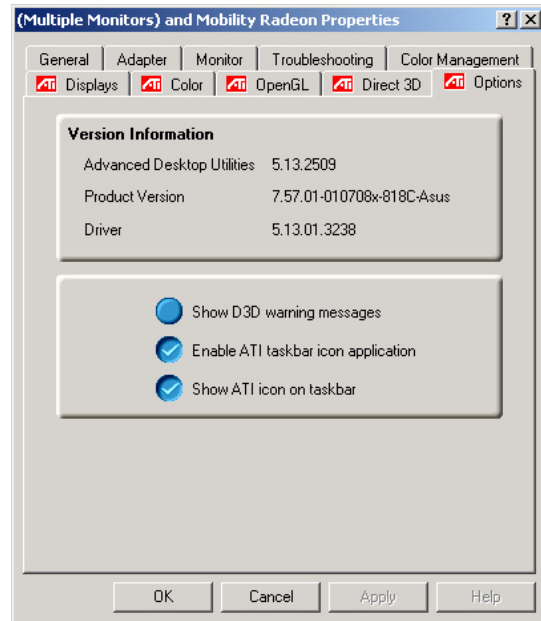 (Multiple Monitors) and Mobility Radeon Properties
General Adapter Monitor Troubleshooting Color Management
ATI Displays ATI Color ATI OpenGL ATI Direct 3D ATI Options
Version Information
Advanced Desktop Utilities 5.13.2509
Product Version 7.57.01-010708x-818C-Asus
Driver 5.13.01.3238
Show D3D warning messages
Enable ATI taskbar icon application
Show ATI icon on taskbar
OK Cancel Apply Help